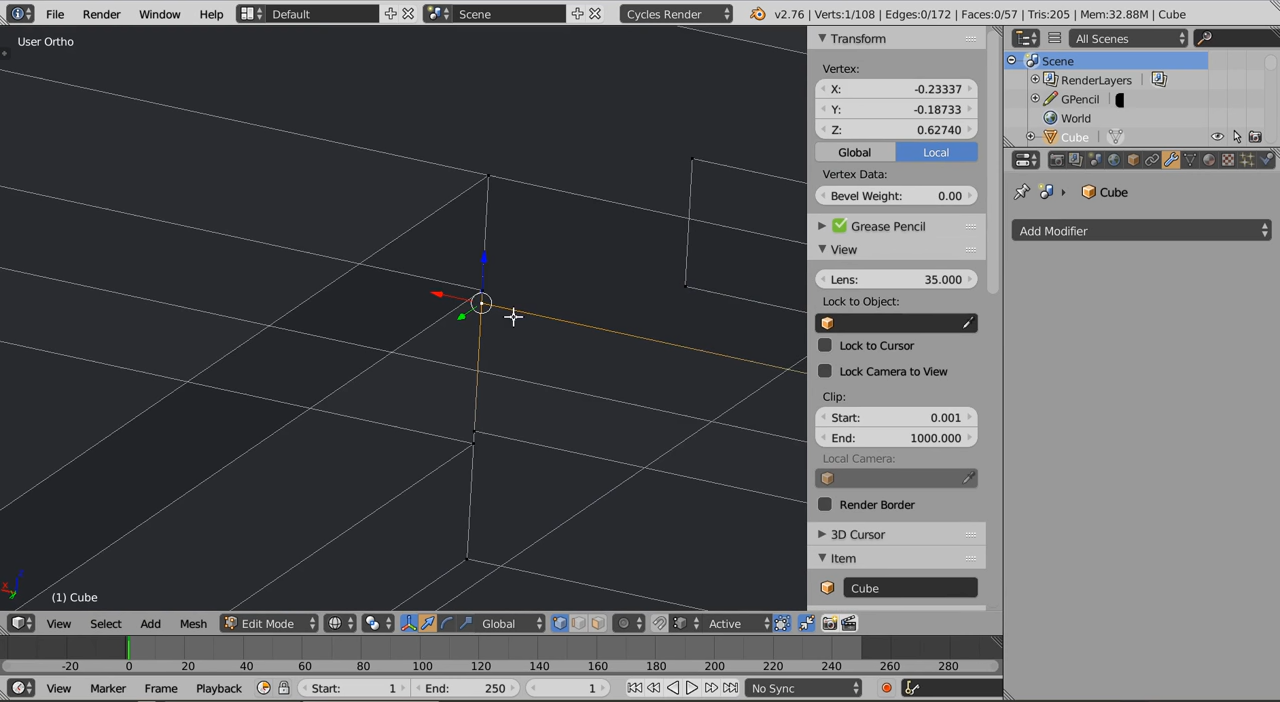 File Render Window Help Default Scene Cycles Render v2.76 | Verts:1/108 | Edges:0/172 | Faces:0/57 | Tris:205 | Mem:32.88M | Cube
User Ortho
(1) Cube
Transform
Vertex:
X: -0.23337
Y: -0.18733
Z: 0.62740
Global Local
Vertex Data:
Bevel Weight: 0.00
Grease Pencil
View
Lens: 35.000
Lock to Object:
Lock to Cursor
Lock Camera to View
Clip:
Start: 0.001
End: 1000.000
Local Camera:
Render Border
3D Cursor
Item
Cube
All Scenes
Scene
RenderLayers
GPencil
World
Cube
Cube
Add Modifier
View Select Add Mesh Edit Mode Global Active
-20 0 20 40 60 80 100 120 140 160 180 200 220 240 260 280
View Marker Frame Playback Start: 1 End: 250 1 No Sync